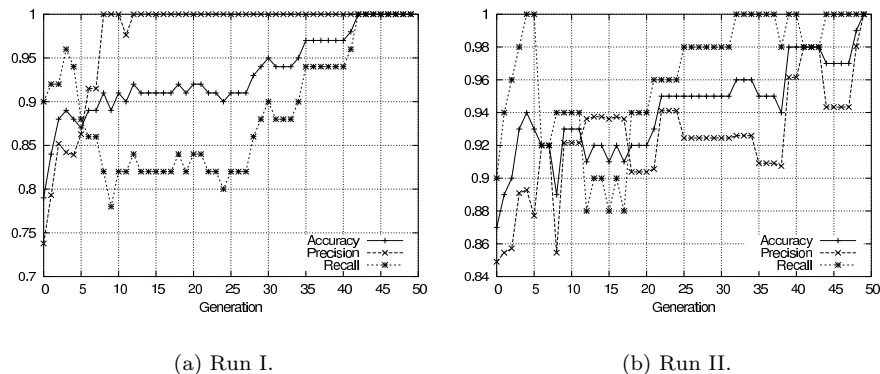 1
0.95
0.9
0.85
0.8
0.75
0.7
Accuracy
Precision
Recall
0 5 10 15 20 25 30 35 40 45 50
Generation
(a) Run I.
1
0.98
0.96
0.94
0.92
0.9
0.88
0.86
0.84
Accuracy
Precision
Recall
0 5 10 15 20 25 30 35 40 45 50
Generation
(b) Run II.